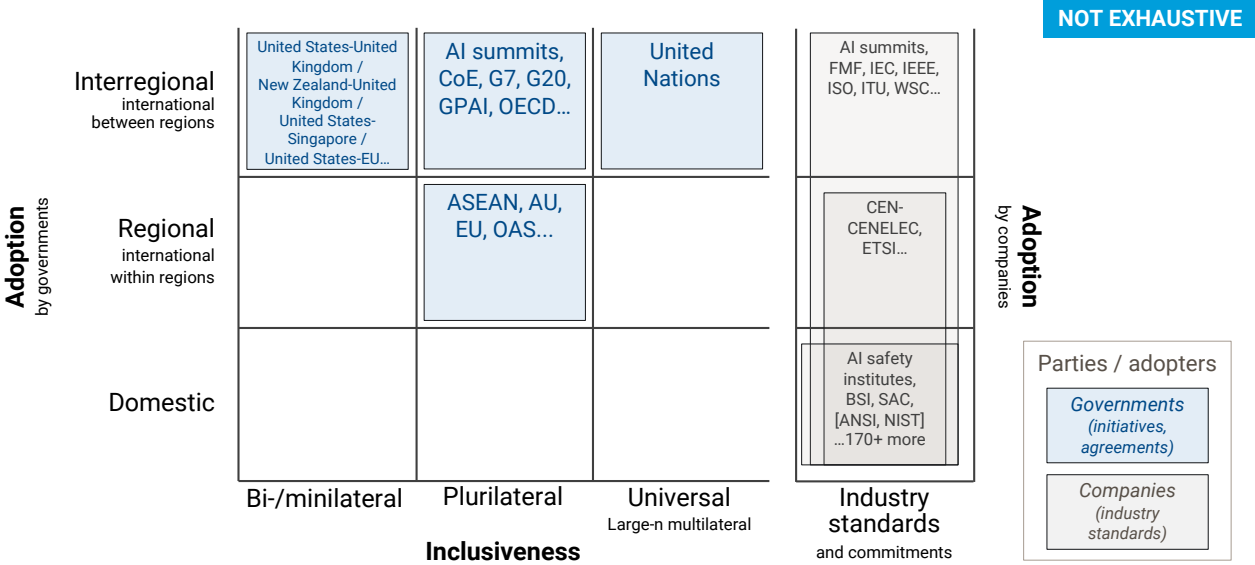 NOT EXHAUSTIVE
Adoption
by governments
Interregional
international
between regions
United States-United
Kingdom /
New Zealand-United
Kingdom /
United States-
Singapore /
United States-EU…
AI summits,
CoE, G7, G20,
GPAI, OECD…
United
Nations
AI summits,
FMF, IEC, IEEE,
ISO, ITU, WSC…
Regional
international
within regions
ASEAN, AU,
EU, OAS...
CEN-
CENELEC,
ETSI…
Adoption
by companies
Domestic
AI safety
institutes,
BSI, SAC,
[ANSI, NIST]
…170+ more
Bi-/minilateral
Plurilateral
Universal
Large-n multilateral
Industry
standards
and commitments
Inclusiveness
Parties / adopters
Governments
(initiatives,
agreements)
Companies
(industry
standards)